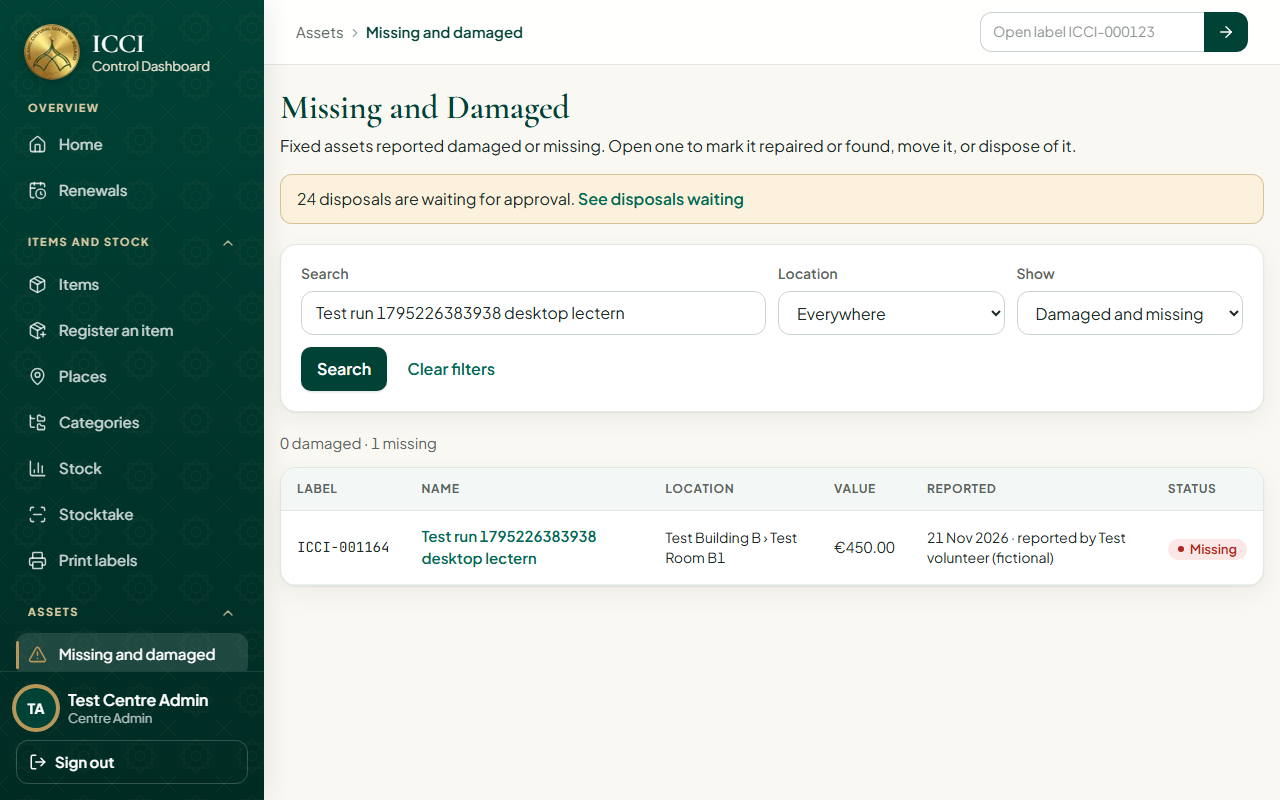 ICCI
Control Dashboard
OVERVIEW
Home
Renewals
ITEMS AND STOCK
Items
Register an item
Places
Categories
Stock
Stocktake
Print labels
ASSETS
Missing and damaged
TA
Test Centre Admin
Centre Admin
Sign out
Assets › Missing and damaged
Open label ICCI-000123
Missing and Damaged
Fixed assets reported damaged or missing. Open one to mark it repaired or found, move it, or dispose of it.
24 disposals are waiting for approval. See disposals waiting
Search Location Show
Test run 1795226383938 desktop lectern Everywhere Damaged and missing
Search Clear filters
0 damaged · 1 missing
LABEL NAME LOCATION VALUE REPORTED STATUS
ICCI-001164
Test run 1795226383938
desktop lectern
Test Building B › Test
Room B1
€450.00
21 Nov 2026 · reported by Test
volunteer (fictional)
Missing